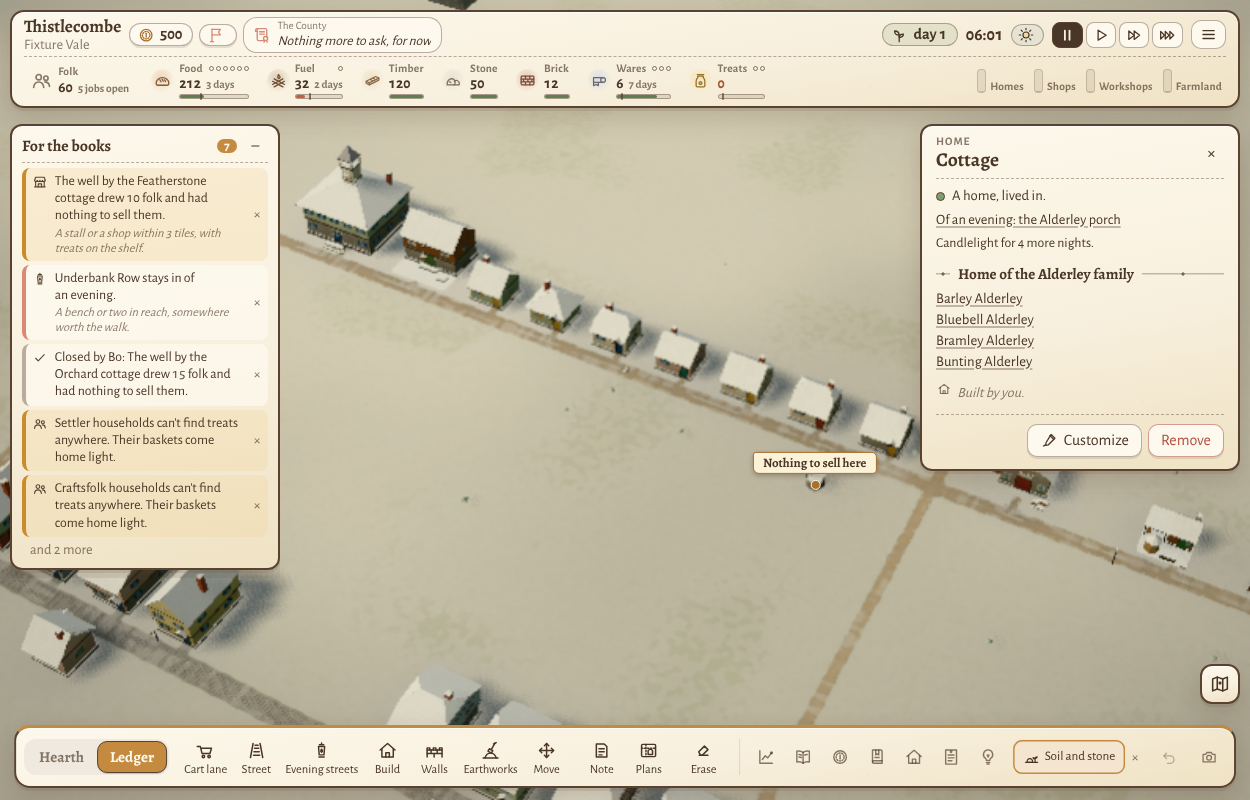 Thistlecombe
Fixture Vale
500
The County
Nothing more to ask, for now
day 1
06:01
Folk
60 5 jobs open
Food
212 3 days
Fuel
32 2 days
Timber
120
Stone
50
Brick
12
Wares
6 7 days
Treats
0
Homes
Shops
Workshops
Farmland
For the books
7
The well by the Featherstone
cottage drew 10 folk and had
nothing to sell them.
A stall or a shop within 3 tiles, with
treats on the shelf.
Underbank Row stays in of
an evening.
A bench or two in reach, somewhere
worth the walk.
Closed by Bo: The well by the
Orchard cottage drew 15 folk and
had nothing to sell them.
Settler households can't find treats
anywhere. Their baskets come
home light.
Craftsfolk households can't find
treats anywhere. Their baskets
come home light.
and 2 more
HOME
Cottage
A home, lived in.
Of an evening: the Alderley porch
Candlelight for 4 more nights.
Home of the Alderley family
Barley Alderley
Bluebell Alderley
Bramley Alderley
Bunting Alderley
Built by you.
Customize
Remove
Nothing to sell here
Hearth
Ledger
Cart lane
Street
Evening streets
Build
Walls
Earthworks
Move
Note
Plans
Erase
Soil and stone